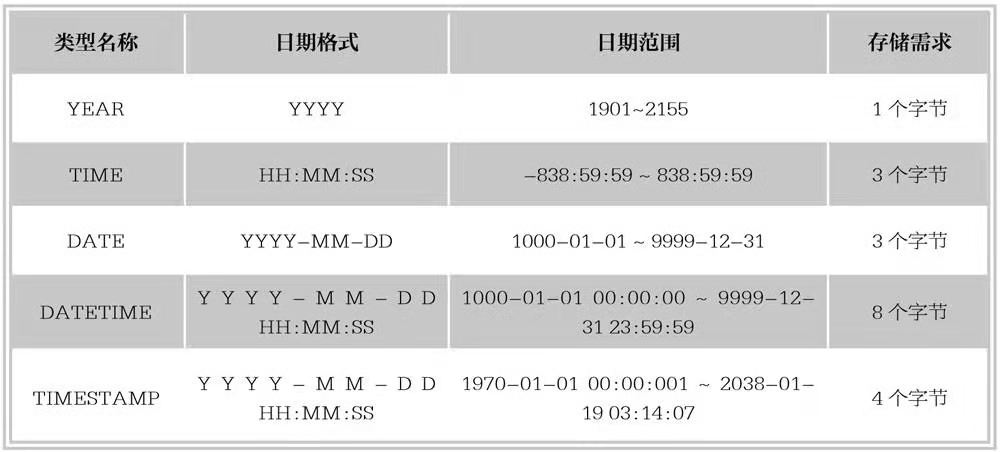 类型名称 日期格式 日期范围 存储需求
YEAR YYYY 1901~2155 1 个字节
TIME HH:MM:SS -838:59:59 ~ 838:59:59 3 个字节
DATE YYYY-MM-DD 1000-01-01 ~ 9999-12-31 3 个字节
DATETIME Y Y Y Y - M M - D D
HH:MM:SS 1000-01-01 00:00:00 ~ 9999-12-
31 23:59:59 8 个字节
TIMESTAMP Y Y Y Y - M M - D D
HH:MM:SS 1970-01-01 00:00:001 ~ 2038-01-
19 03:14:07 4 个字节